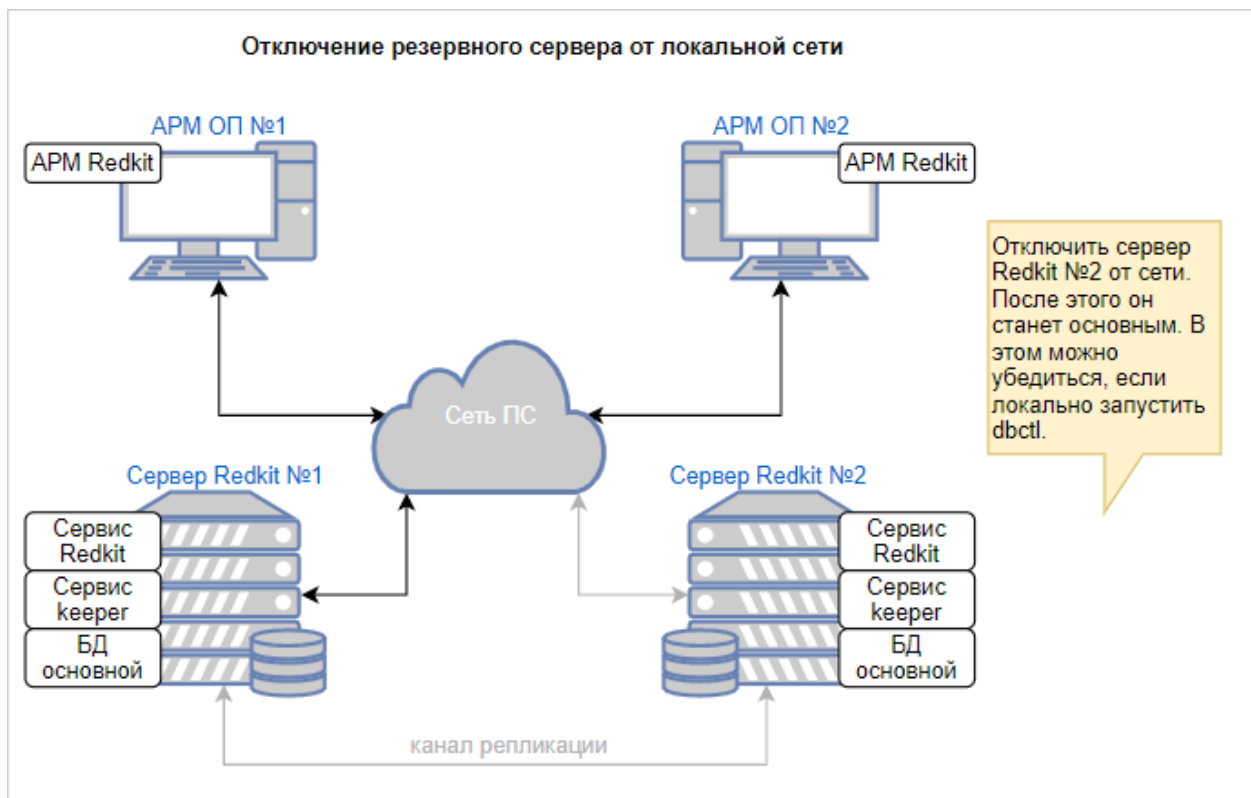 Отключение резервного сервера от локальной сети
АРМ ОП №1
АРМ ОП №2
АРМ Redkit
АРМ Redkit
Отключить сервер
Redkit №2 от сети.
После этого он
станет основным. В
этом можно
убедиться, если
локально запустить
dbctl.
Сеть ПС
Сервер Redkit №1
Сервер Redkit №2
Сервис
Redkit
Сервис
keeper
БД
основной
Сервис
Redkit
Сервис
keeper
БД
основной
канал репликации